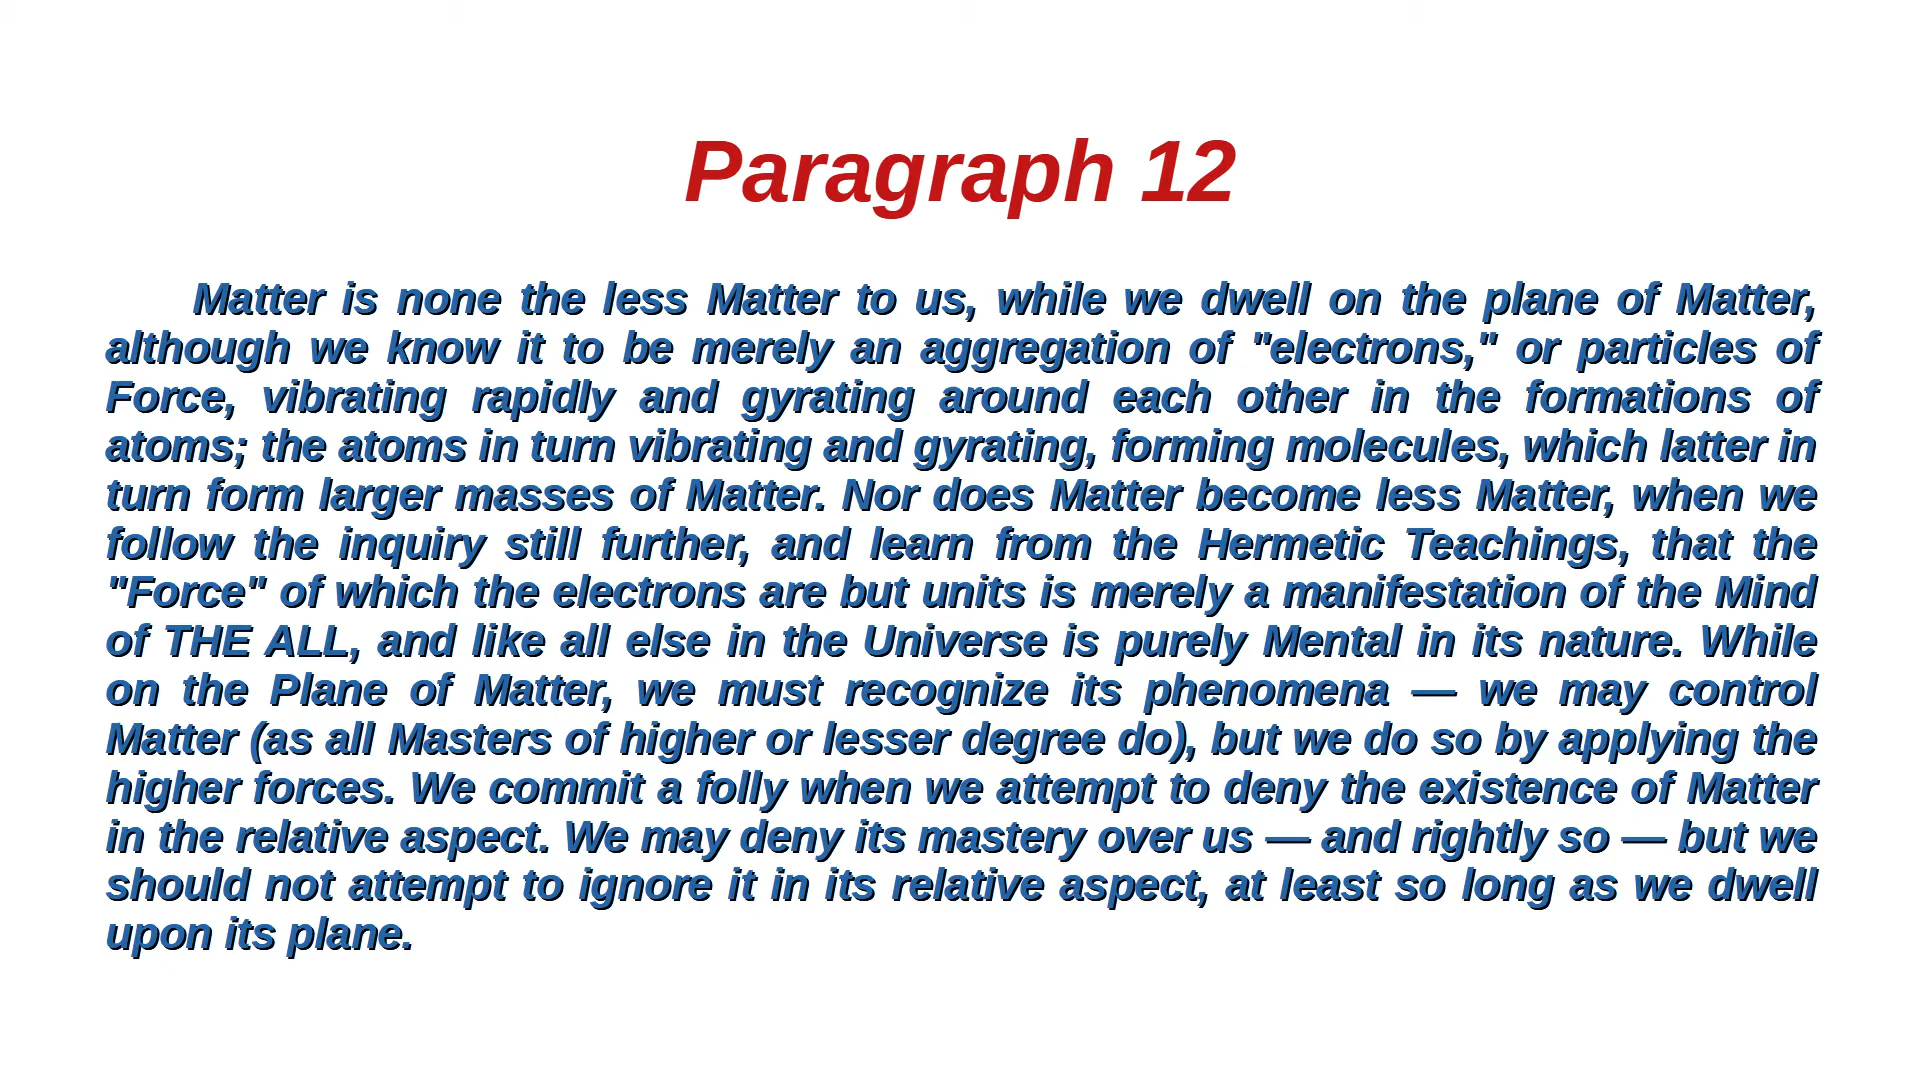 Paragraph 12
Matter is none the less Matter to us, while we dwell on the plane of Matter,
although we know it to be merely an aggregation of "electrons," or particles of
Force, vibrating rapidly and gyrating around each other in the formations of
atoms; the atoms in turn vibrating and gyrating, forming molecules, which latter in
turn form larger masses of Matter. Nor does Matter become less Matter, when we
follow the inquiry still further, and learn from the Hermetic Teachings, that the
"Force" of which the electrons are but units is merely a manifestation of the Mind
of THE ALL, and like all else in the Universe is purely Mental in its nature. While
on the Plane of Matter, we must recognize its phenomena — we may control
Matter (as all Masters of higher or lesser degree do), but we do so by applying the
higher forces. We commit a folly when we attempt to deny the existence of Matter
in the relative aspect. We may deny its mastery over us — and rightly so — but we
should not attempt to ignore it in its relative aspect, at least so long as we dwell
upon its plane.